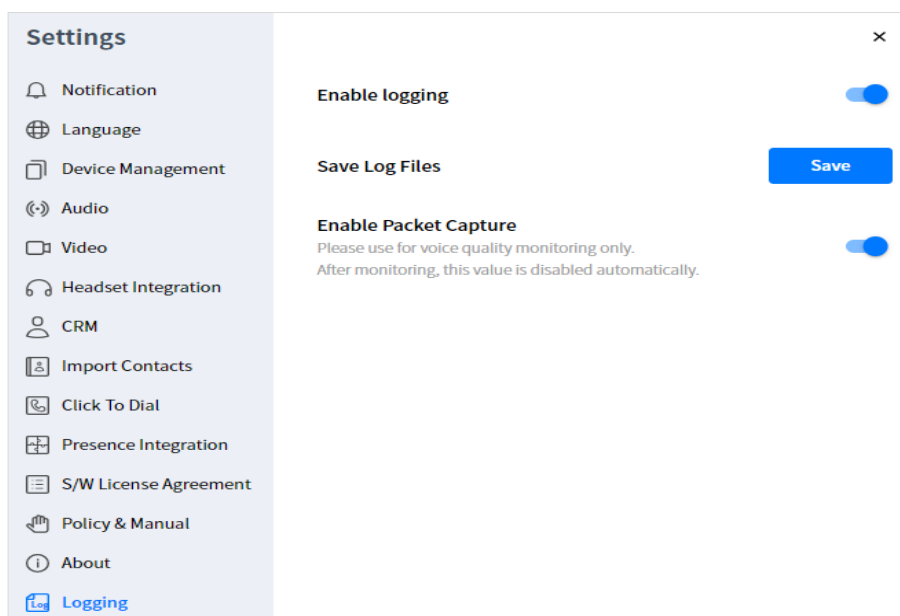 Settings
Notification
Language
Device Management
Audio
Video
Headset Integration
CRM
Import Contacts
Click To Dial
Presence Integration
S/W License Agreement
Policy & Manual
About
Log Logging
Enable logging
Save Log Files
Save
Enable Packet Capture
Please use for voice quality monitoring only.
After monitoring, this value is disabled automatically.